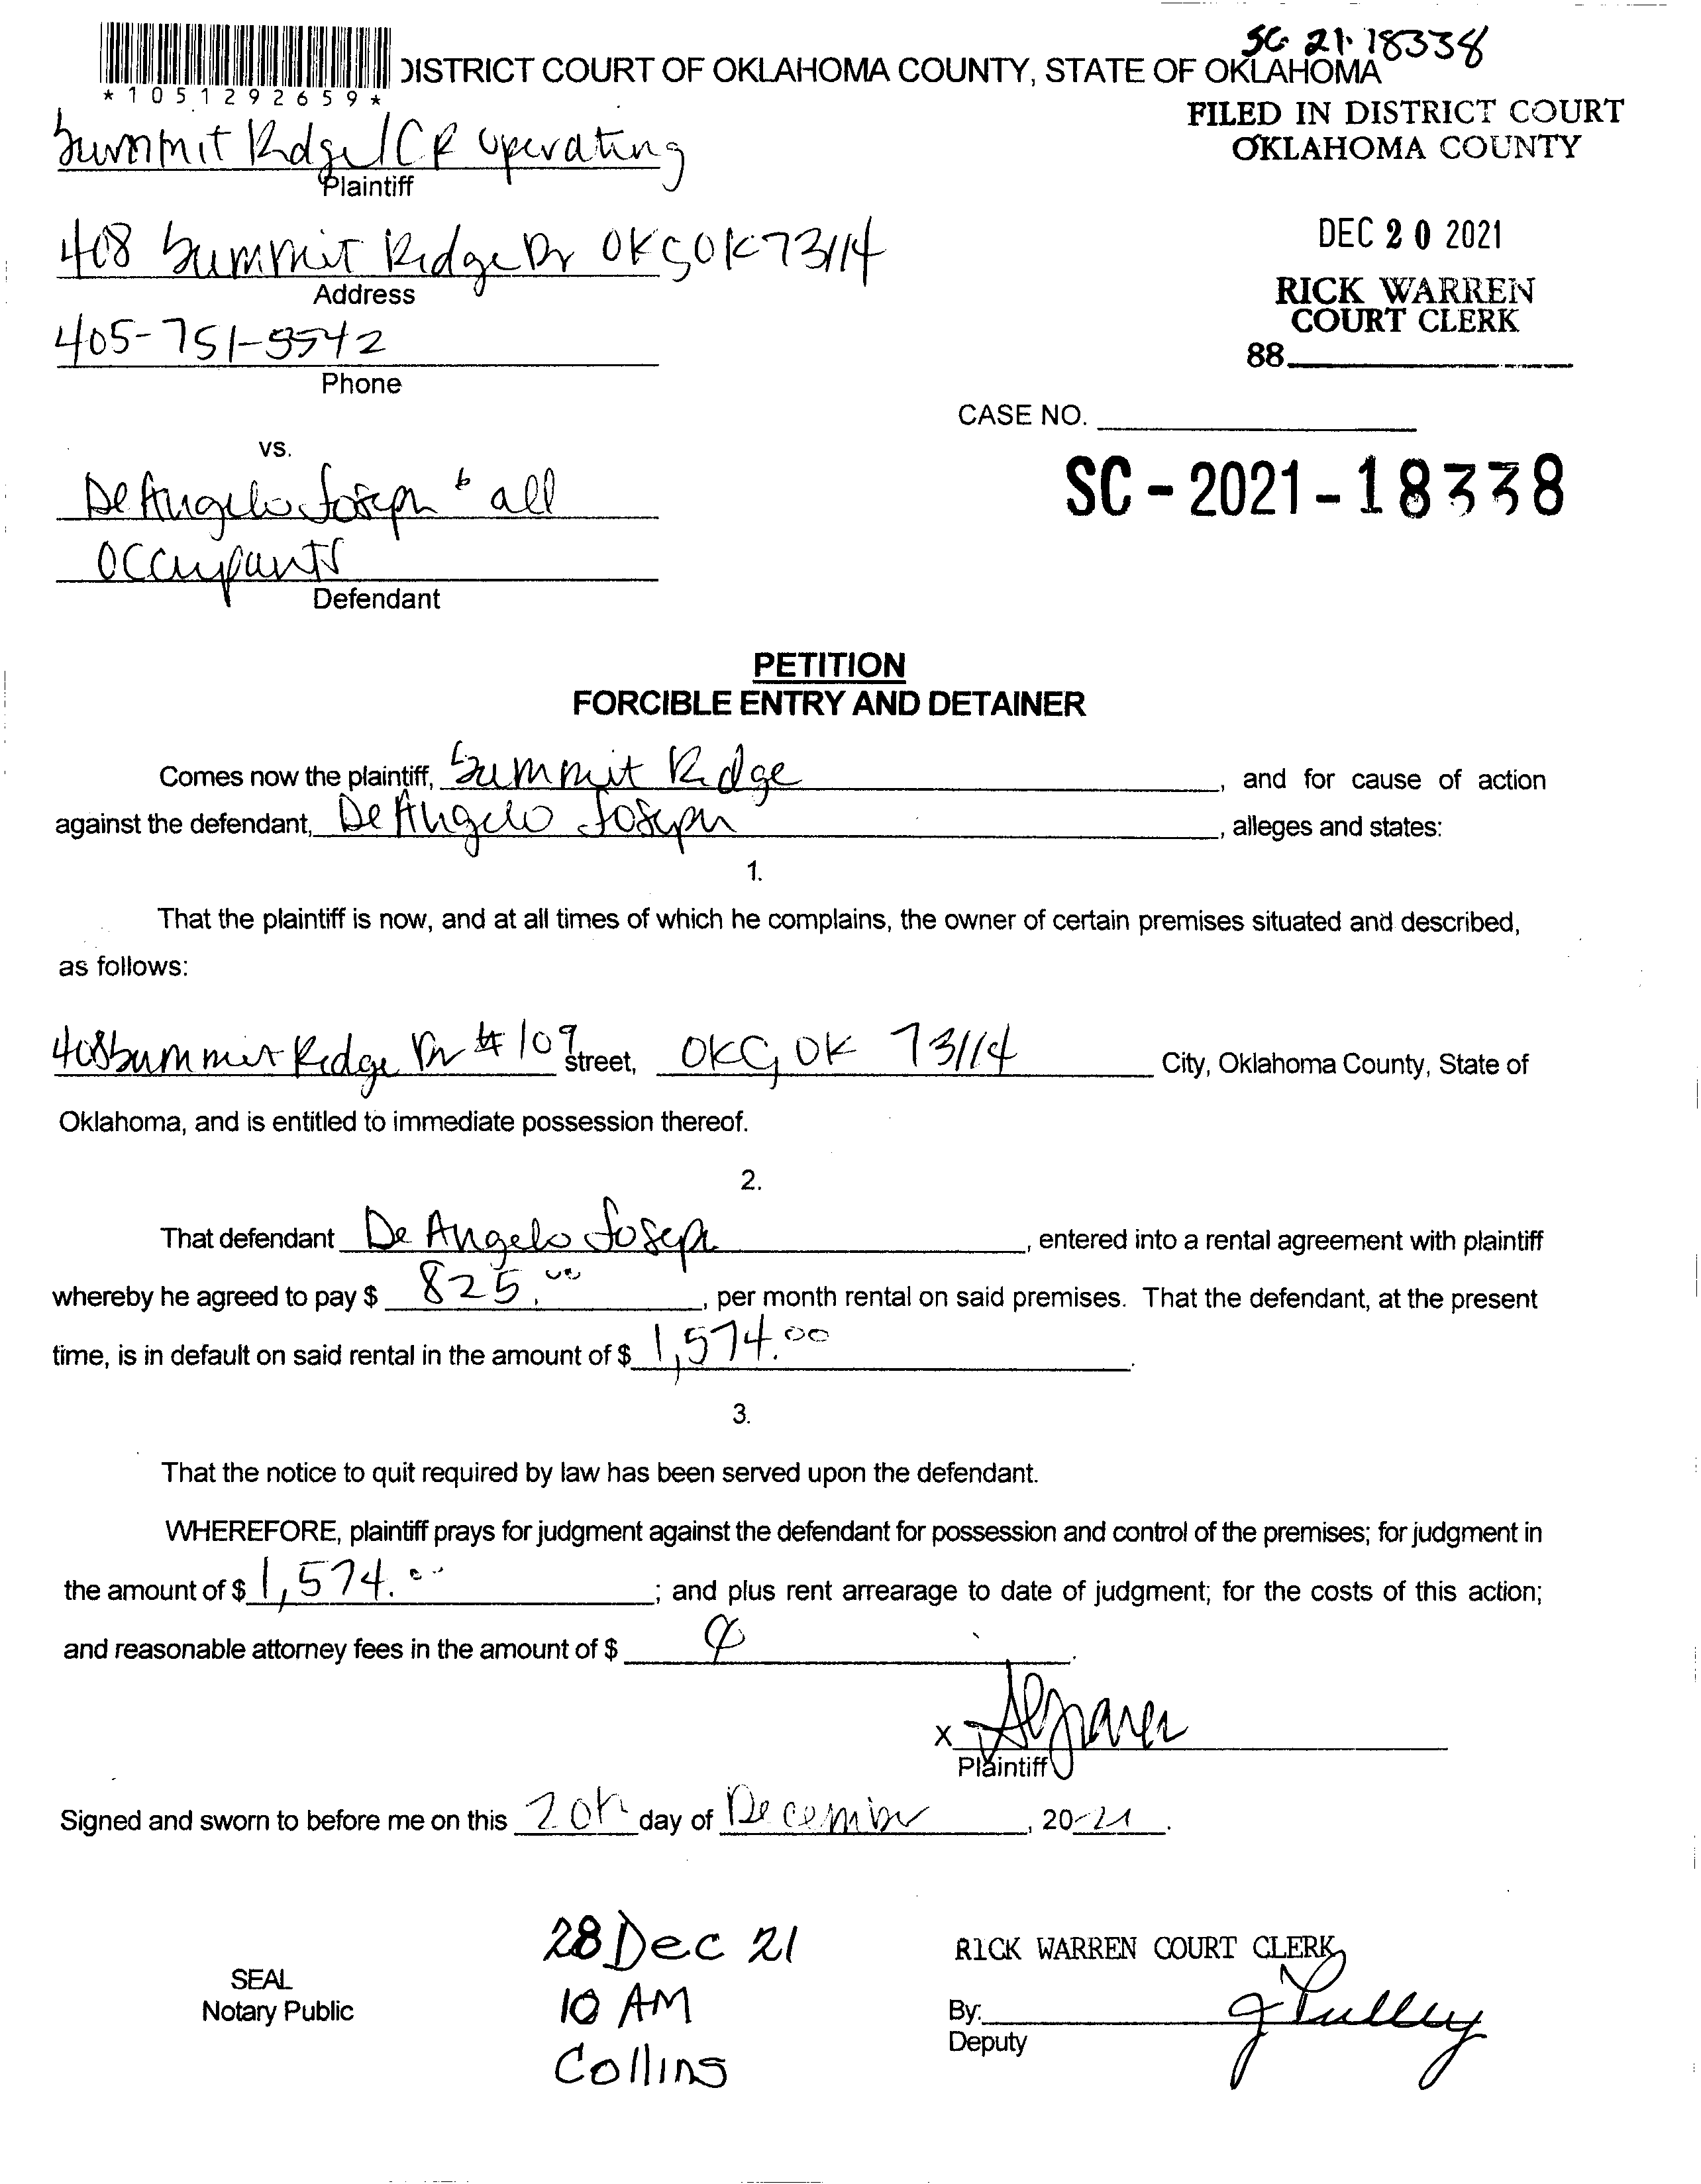 SC-21-18338
*1051292659*
DISTRICT COURT OF OKLAHOMA COUNTY, STATE OF OKLAHOMA
FILED IN DISTRICT COURT
OKLAHOMA COUNTY
Summit Ridge/CR Operating
Plaintiff
408 Summit Ridge Dr OKC, OK 73114
Address
DEC 20 2021
RICK WARREN
COURT CLERK
405-751-5542
Phone
88
CASE NO.
vs.
SC-2021-18338
DeAngelo Joseph & all
occupants
Defendant
PETITION
FORCIBLE ENTRY AND DETAINER
Comes now the plaintiff, Summit Ridge, and for cause of action
against the defendant, DeAngelo Joseph, alleges and states:
1.
That the plaintiff is now, and at all times of which he complains, the owner of certain premises situated and described,
as follows:
408 Summit Ridge Dr #109 street, OKC, OK 73114 City, Oklahoma County, State of
Oklahoma, and is entitled to immediate possession thereof.
2.
That defendant DeAngelo Joseph, entered into a rental agreement with plaintiff
whereby he agreed to pay $ 825.00, per month rental on said premises. That the defendant, at the present
time, is in default on said rental in the amount of $ 1,574.00.
3.
That the notice to quit required by law has been served upon the defendant.
WHEREFORE, plaintiff prays for judgment against the defendant for possession and control of the premises; for judgment in
the amount of $ 1,574.00; and plus rent arrearage to date of judgment; for the costs of this action;
and reasonable attorney fees in the amount of $ 0.
X
Plaintiff
Signed and sworn to before me on this 20th day of December, 20 21.
28 Dec 21
10 AM
Collins
SEAL
Notary Public
RICK WARREN COURT CLERK
By: J Pulley
Deputy